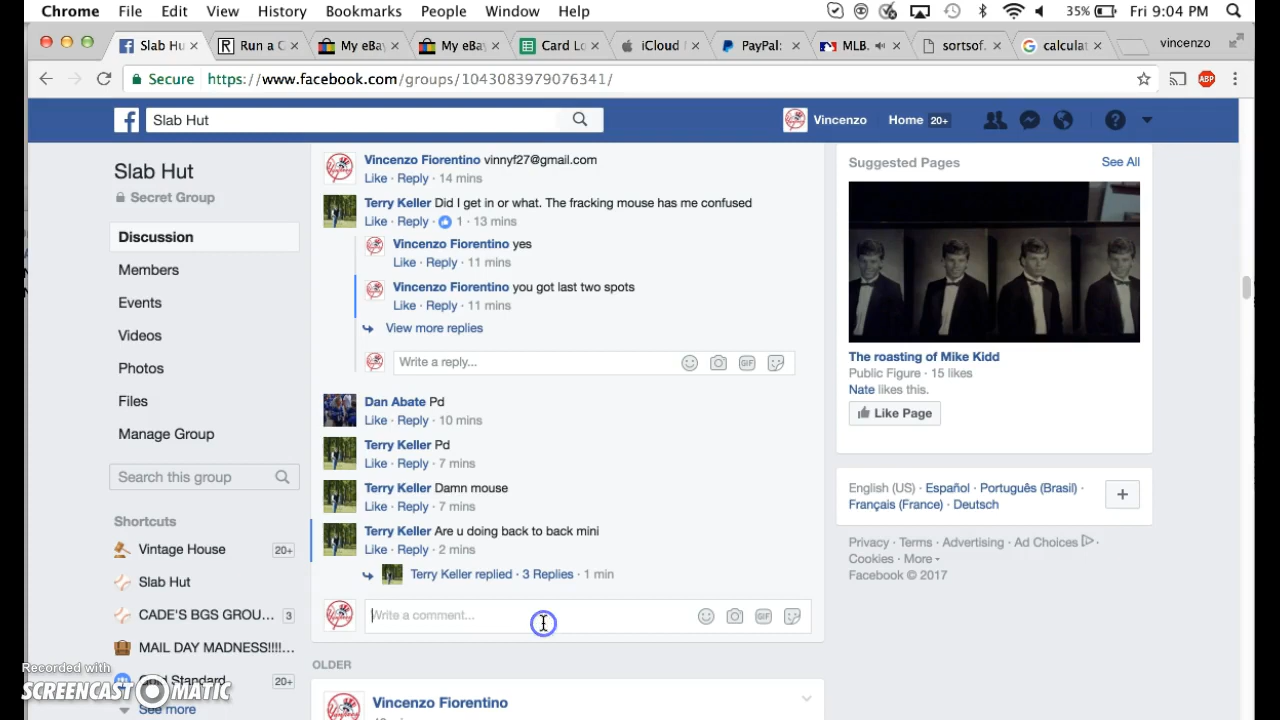 Chrome File Edit View History Bookmarks People Window Help 35% Fri 9:04 PM
Slab Hu Run a C My eBa My eBa Card Lo iCloud PayPal: MLB. sortsof. calculat vincenzo
Secure https://www.facebook.com/groups/1043083979076341/ ABP
Slab Hut Vincenzo Home 20+
Slab Hut
Secret Group
Discussion
Members
Events
Videos
Photos
Files
Manage Group
Search this group
Shortcuts
Vintage House 20+
Slab Hut
CADE'S BGS GROU... 3
MAIL DAY MADNESS!!!!...
Gold Standard 20+
See more
Vincenzo Fiorentino vinnyf27@gmail.com
Like · Reply · 14 mins
Terry Keller Did I get in or what. The fracking mouse has me confused
Like · Reply · 1 · 13 mins
Vincenzo Fiorentino yes
Like · Reply · 11 mins
Vincenzo Fiorentino you got last two spots
Like · Reply · 11 mins
View more replies
Write a reply...
GIF
Dan Abate Pd
Like · Reply · 10 mins
Terry Keller Pd
Like · Reply · 7 mins
Terry Keller Damn mouse
Like · Reply · 7 mins
Terry Keller Are u doing back to back mini
Like · Reply · 2 mins
Terry Keller replied · 3 Replies · 1 min
Write a comment...
GIF
OLDER
Vincenzo Fiorentino
Suggested Pages See All
The roasting of Mike Kidd
Public Figure · 15 likes
Nate likes this.
Like Page
English (US) · Español · Português (Brasil) ·
Français (France) · Deutsch
Privacy · Terms · Advertising · Ad Choices ·
Cookies · More
Facebook © 2017
Recorded with
SCREENCAST-O-MATIC